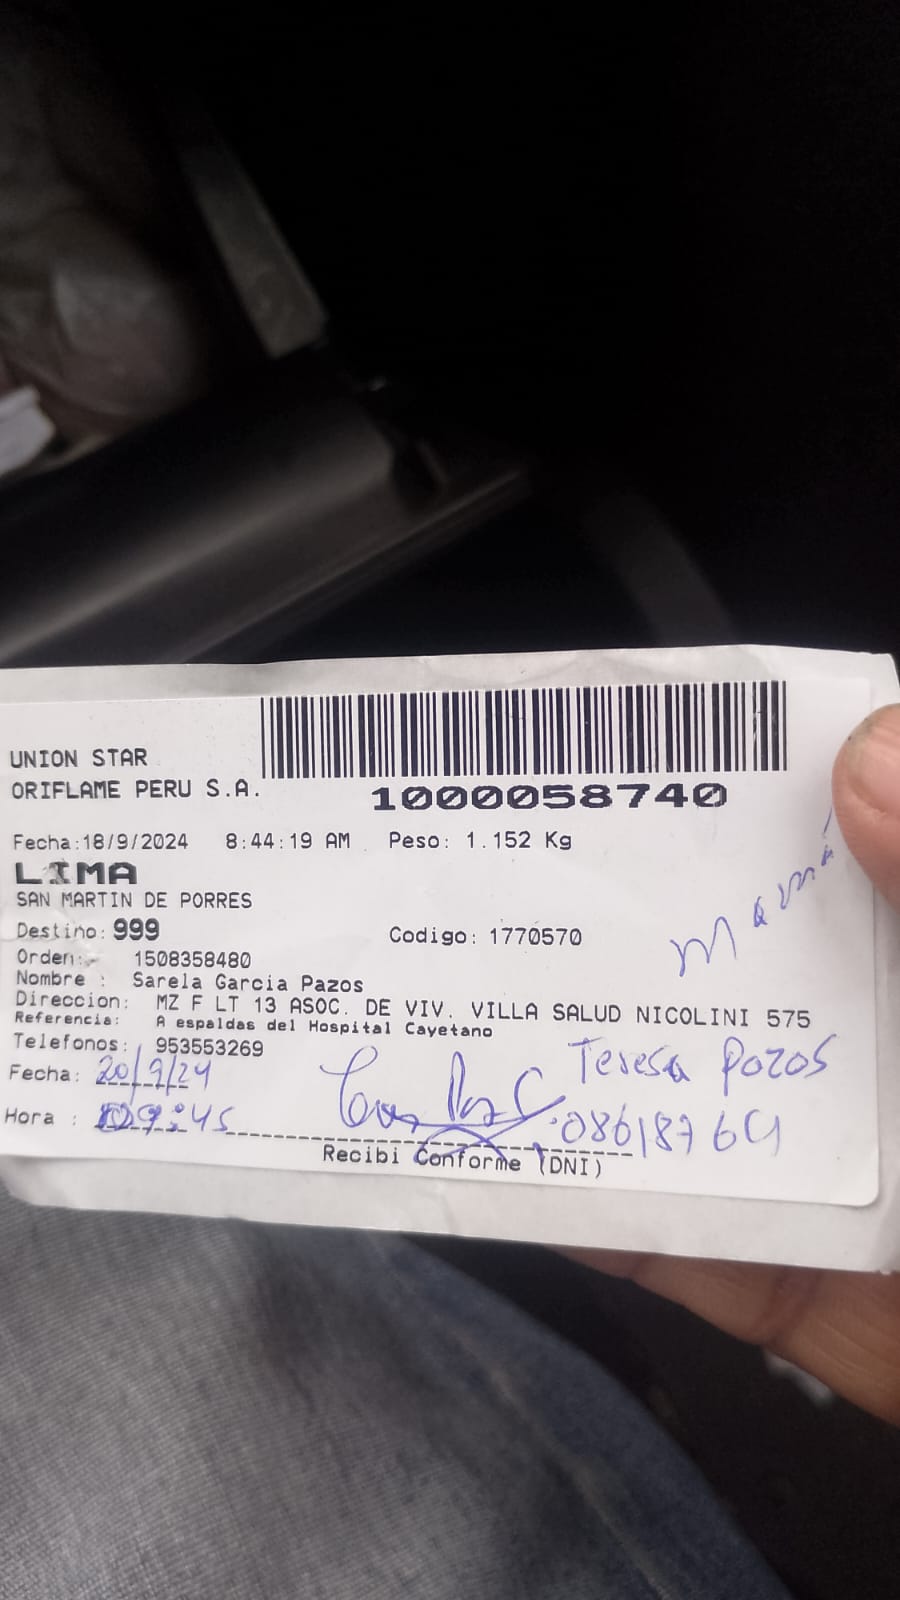 UNION STAR
ORIFLAME PERU S.A.
1000058740
Fecha:18/9/2024 8:44:19 AM Peso: 1.152 Kg
LIMA
SAN MARTIN DE PORRES
Destino: 999 Codigo: 1770570
Mamá
Orden: 1508358480
Nombre : Sarela Garcia Pazos
Direccion: MZ F LT 13 ASOC. DE VIV. VILLA SALUD NICOLINI 575
Referencia: A espaldas del Hospital Cayetano
Telefonos: 953553269
Teresa Pozos
Fecha: 20/9/24
Hora : 09:45
Recibi Conforme (DNI)